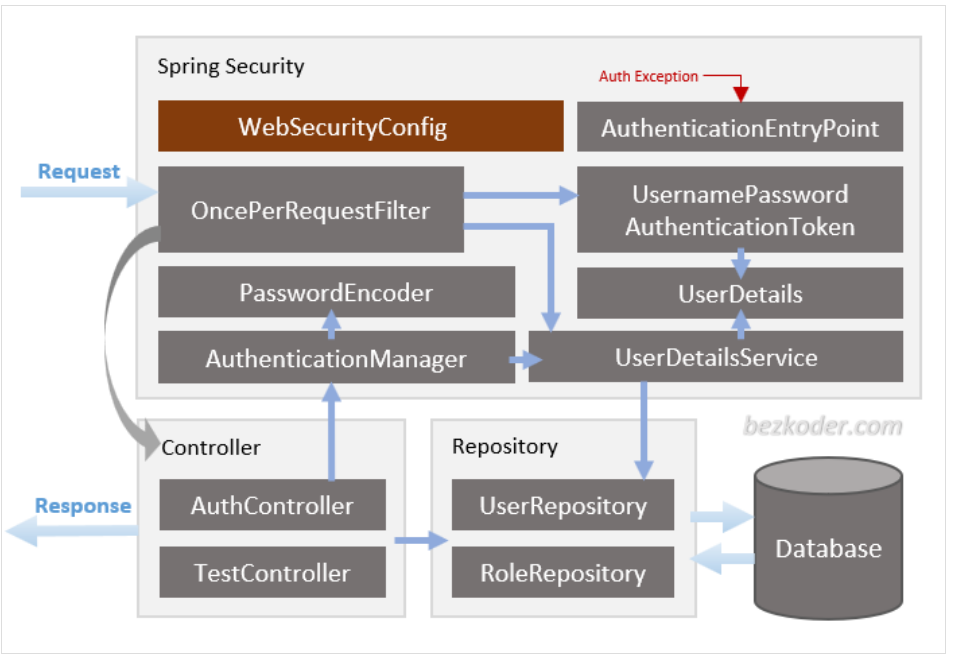 Spring Security
Auth Exception
WebSecurityConfig
AuthenticationEntryPoint
Request
OncePerRequestFilter
UsernamePassword
AuthenticationToken
PasswordEncoder
UserDetails
AuthenticationManager
UserDetailsService
bezkoder.com
Controller
Repository
Response
AuthController
UserRepository
Database
TestController
RoleRepository